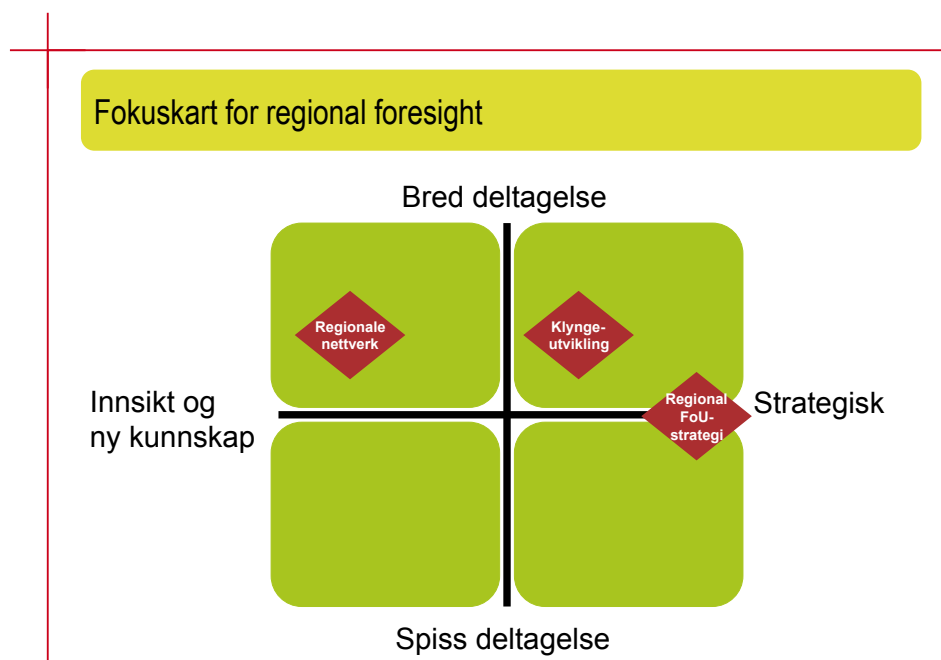 Fokuskart for regional foresight
Bred deltagelse
Regionale
nettverk
Klynge-
utvikling
Innsikt og
ny kunnskap
Regional
FoU-
strategi
Strategisk
Spiss deltagelse